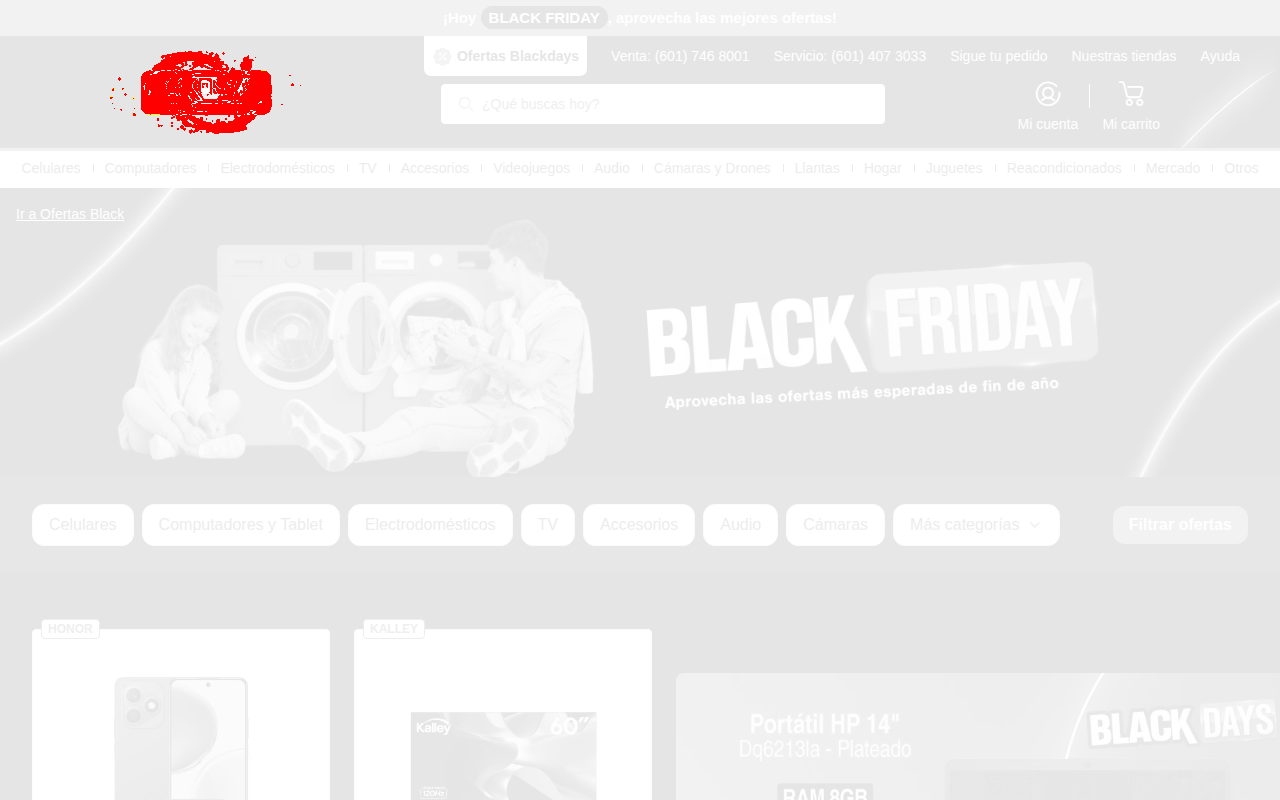 ¡Hoy BLACK FRIDAY, aprovecha las mejores ofertas!
Ofertas Blackdays
Venta: (601) 746 8001
Servicio: (601) 407 3033
Sigue tu pedido
Nuestras tiendas
Ayuda
¿Qué buscas hoy?
Mi cuenta
Mi carrito
Celulares
Computadores
Electrodomésticos
TV
Accesorios
Videojuegos
Audio
Cámaras y Drones
Llantas
Hogar
Juguetes
Reacondicionados
Mercado
Otros
Ir a Ofertas Black
BLACK FRIDAY
Aprovecha las ofertas más esperadas de fin de año
Celulares
Computadores y Tablet
Electrodomésticos
TV
Accesorios
Audio
Cámaras
Más categorías
Filtrar ofertas
HONOR
KALLEY
Kalley
60”
120Hz
Portátil HP 14"
Dq6213la - Plateado
RAM 8GB
BLACK DAYS